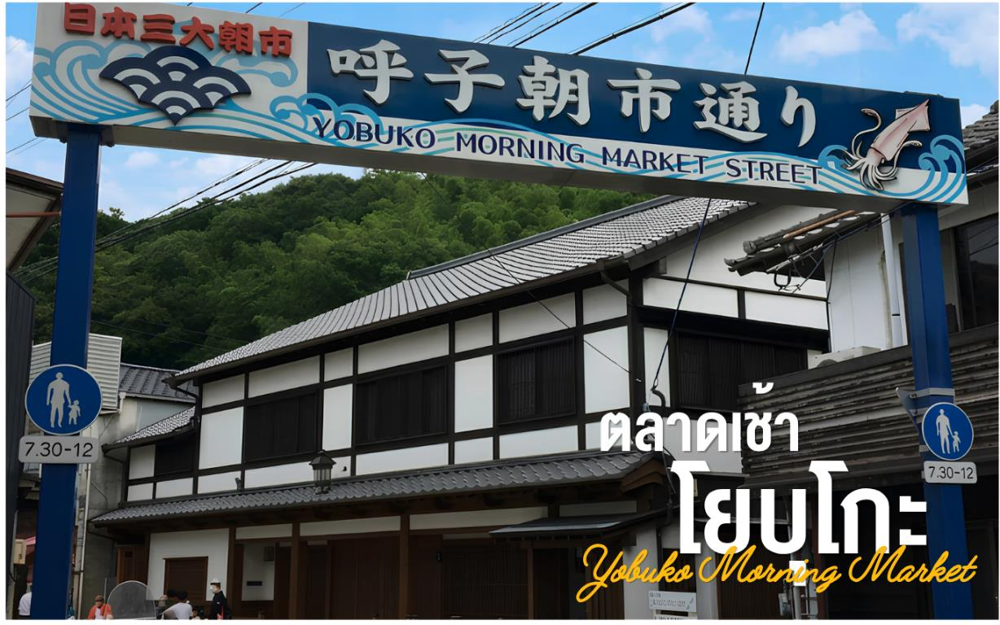 日本三大朝市
呼子朝市通り
YOBUKO MORNING MARKET STREET
7.30-12
7.30-12
ตลาดเช้า
โยบุโกะ
Yobuko Morning Market